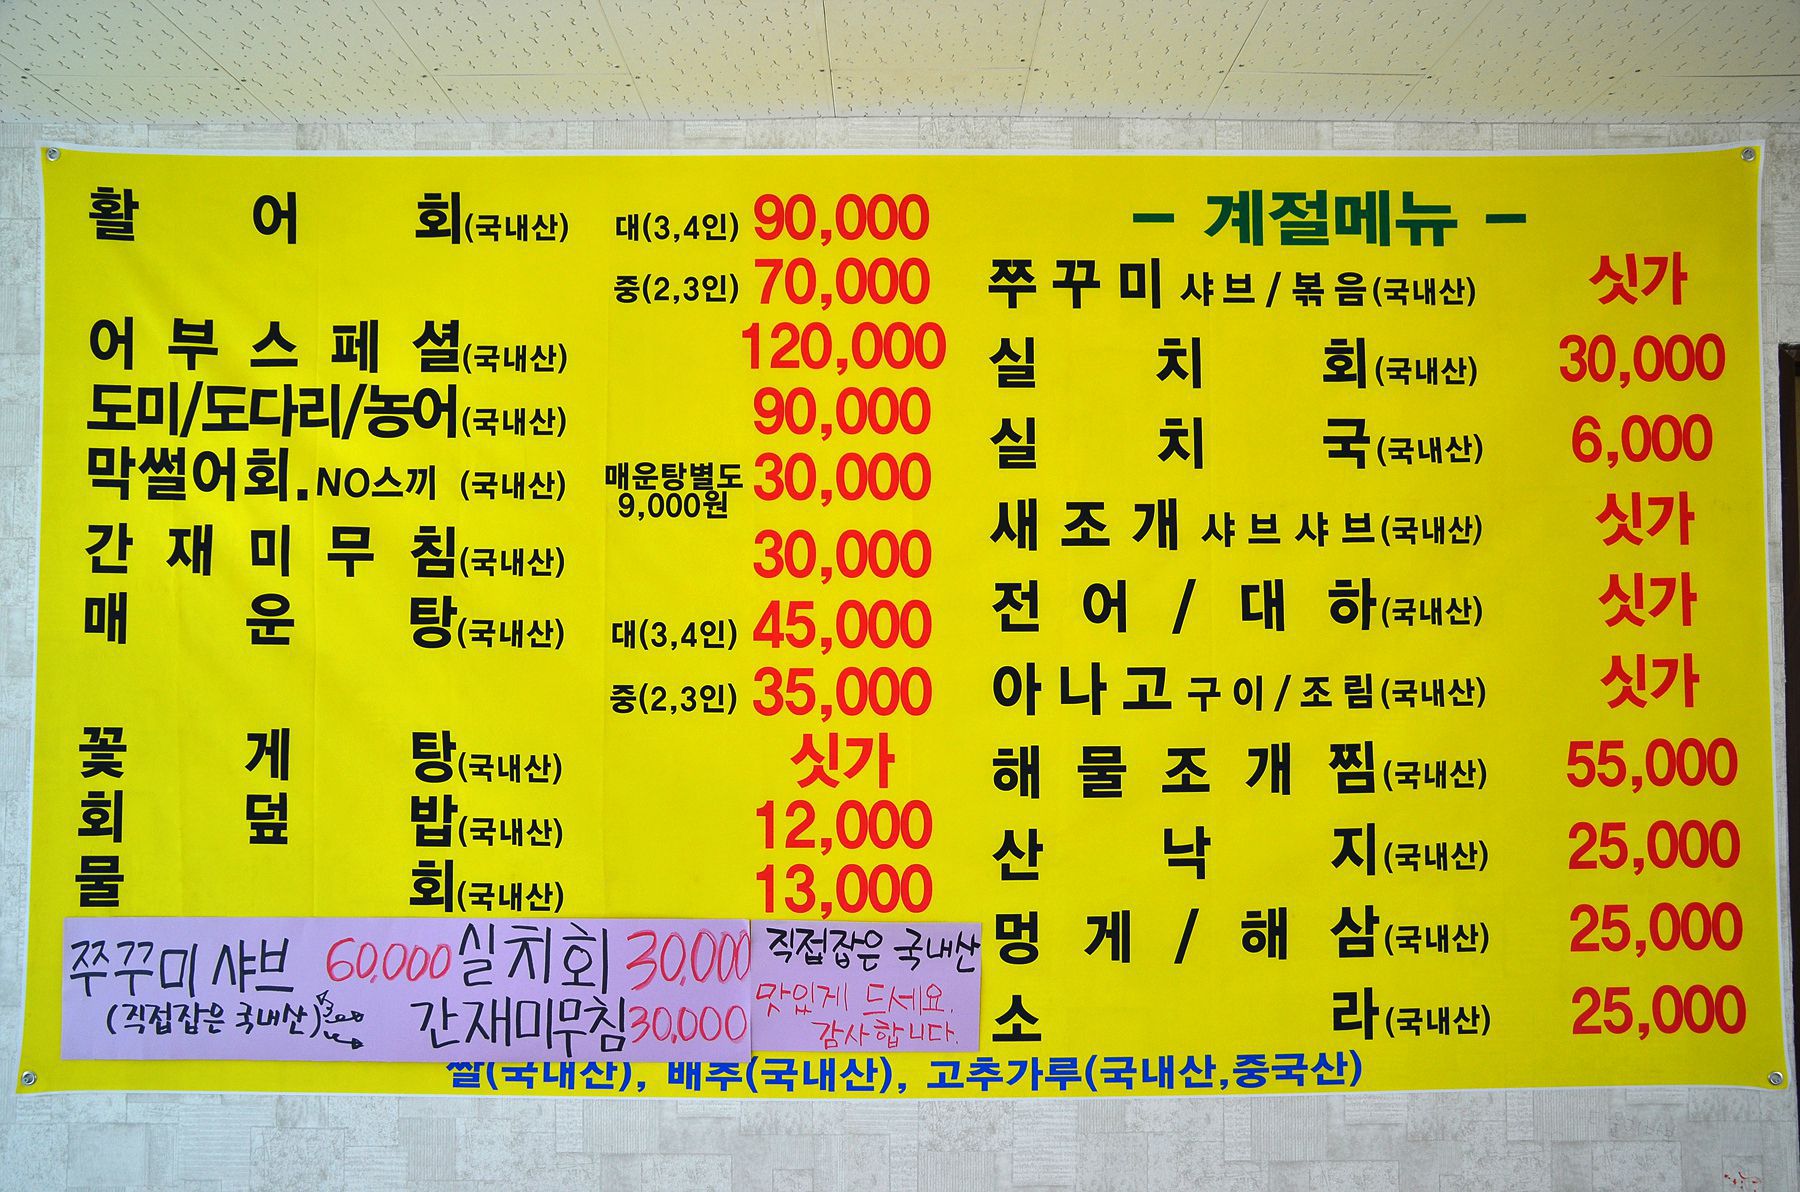 활어회(국내산) 대(3,4인) 90,000
중(2,3인) 70,000
어부스페셜(국내산) 120,000
도미/도다리/농어(국내산) 90,000
막썰어회.NO스끼 (국내산) 매운탕별도 9,000원 30,000
간재미무침(국내산) 30,000
매운탕(국내산) 대(3,4인) 45,000
중(2,3인) 35,000
꽃게탕(국내산) 싯가
회덮밥(국내산) 12,000
물회(국내산) 13,000
- 계절메뉴 -
쭈꾸미 샤브/볶음(국내산) 싯가
실치회(국내산) 30,000
실치국(국내산) 6,000
새조개 샤브샤브(국내산) 싯가
전어/대하(국내산) 싯가
아나고 구이/조림(국내산) 싯가
해물조개찜(국내산) 55,000
산낙지(국내산) 25,000
멍게/해삼(국내산) 25,000
소라(국내산) 25,000
쭈꾸미 샤브 60,000 실치회 30,000
(직접잡은 국내산) 간재미무침 30,000
직접잡은 국내산
맛있게 드세요.
감사합니다.
쌀(국내산), 배추(국내산), 고추가루(국내산,중국산)